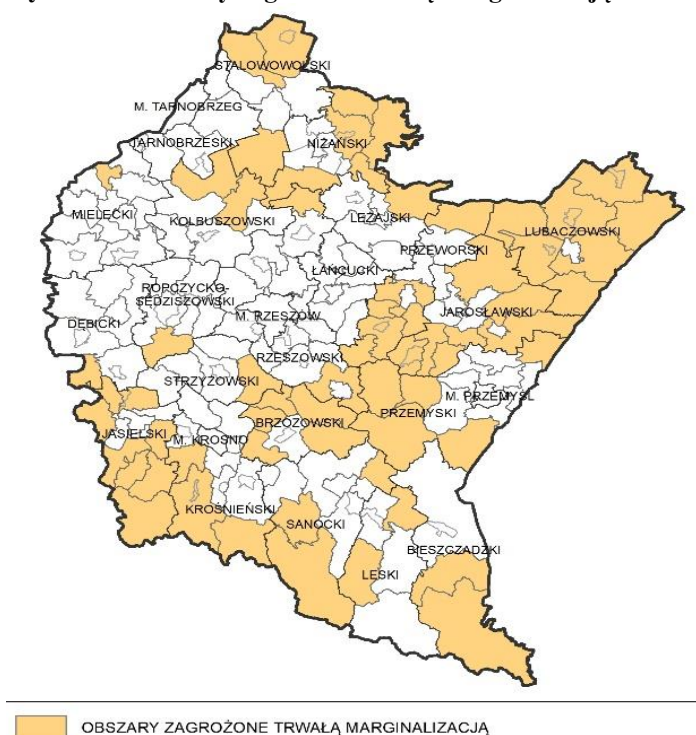 STALOWOWOLSKI
M. TARNOBRZEG
TARNOBRZESKI
NIŻAŃSKI
MIELECKI
KOLBUSZOWSKI
LEŻAJSKI
LUBACZOWSKI
PRZEWORSKI
ŁAŃCUCKI
ROPCZYCKO-
SĘDZISZOWSKI
M. RZESZÓW
JAROSŁAWSKI
DĘBICKI
RZESZOWSKI
STRZYŻOWSKI
M. PRZEMYŚL
BRZOZOWSKI
PRZEMYSKI
JASIELSKI
M. KROSNO
KROŚNIEŃSKI
SANOCKI
BIESZCZADZKI
LESKI
OBSZARY ZAGROŻONE TRWAŁĄ MARGINALIZACJĄ